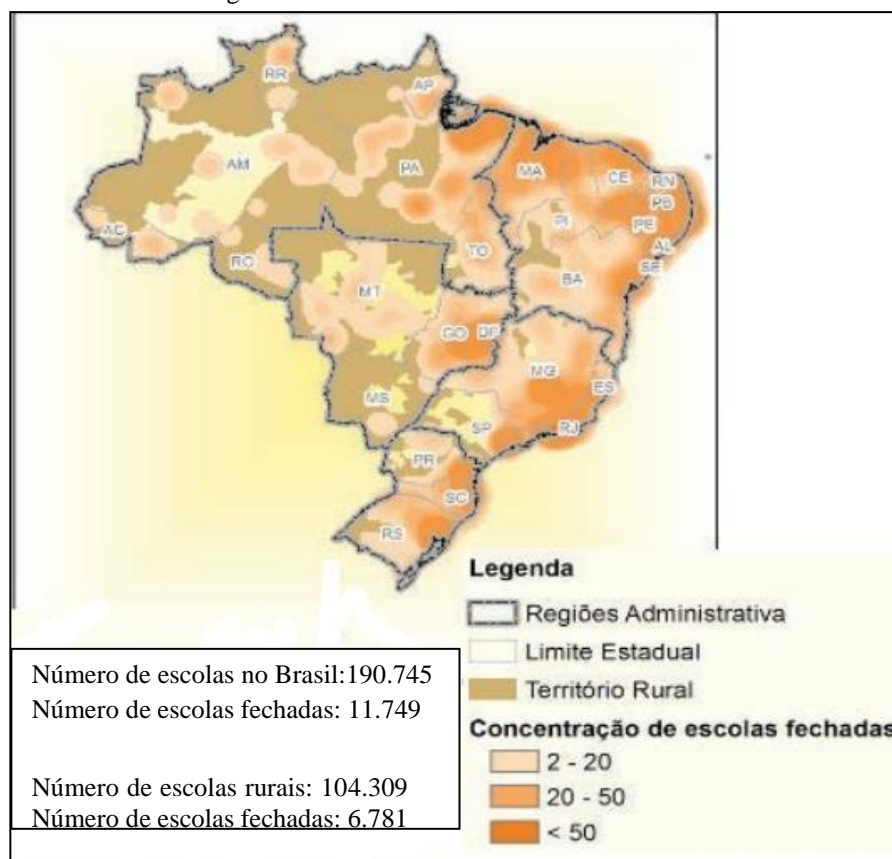 RR
AP
AM
PA
MA
CE
RN
PB
PI
PE
AL
AC
TO
SE
RO
BA
MT
GO DF
MG
ES
MS
SP
RJ
PR
SC
RS
Legenda
Regiões Administrativa
Limite Estadual
Território Rural
Concentração de escolas fechadas
2 - 20
20 - 50
< 50
Número de escolas no Brasil:190.745
Número de escolas fechadas: 11.749
Número de escolas rurais: 104.309
Número de escolas fechadas: 6.781